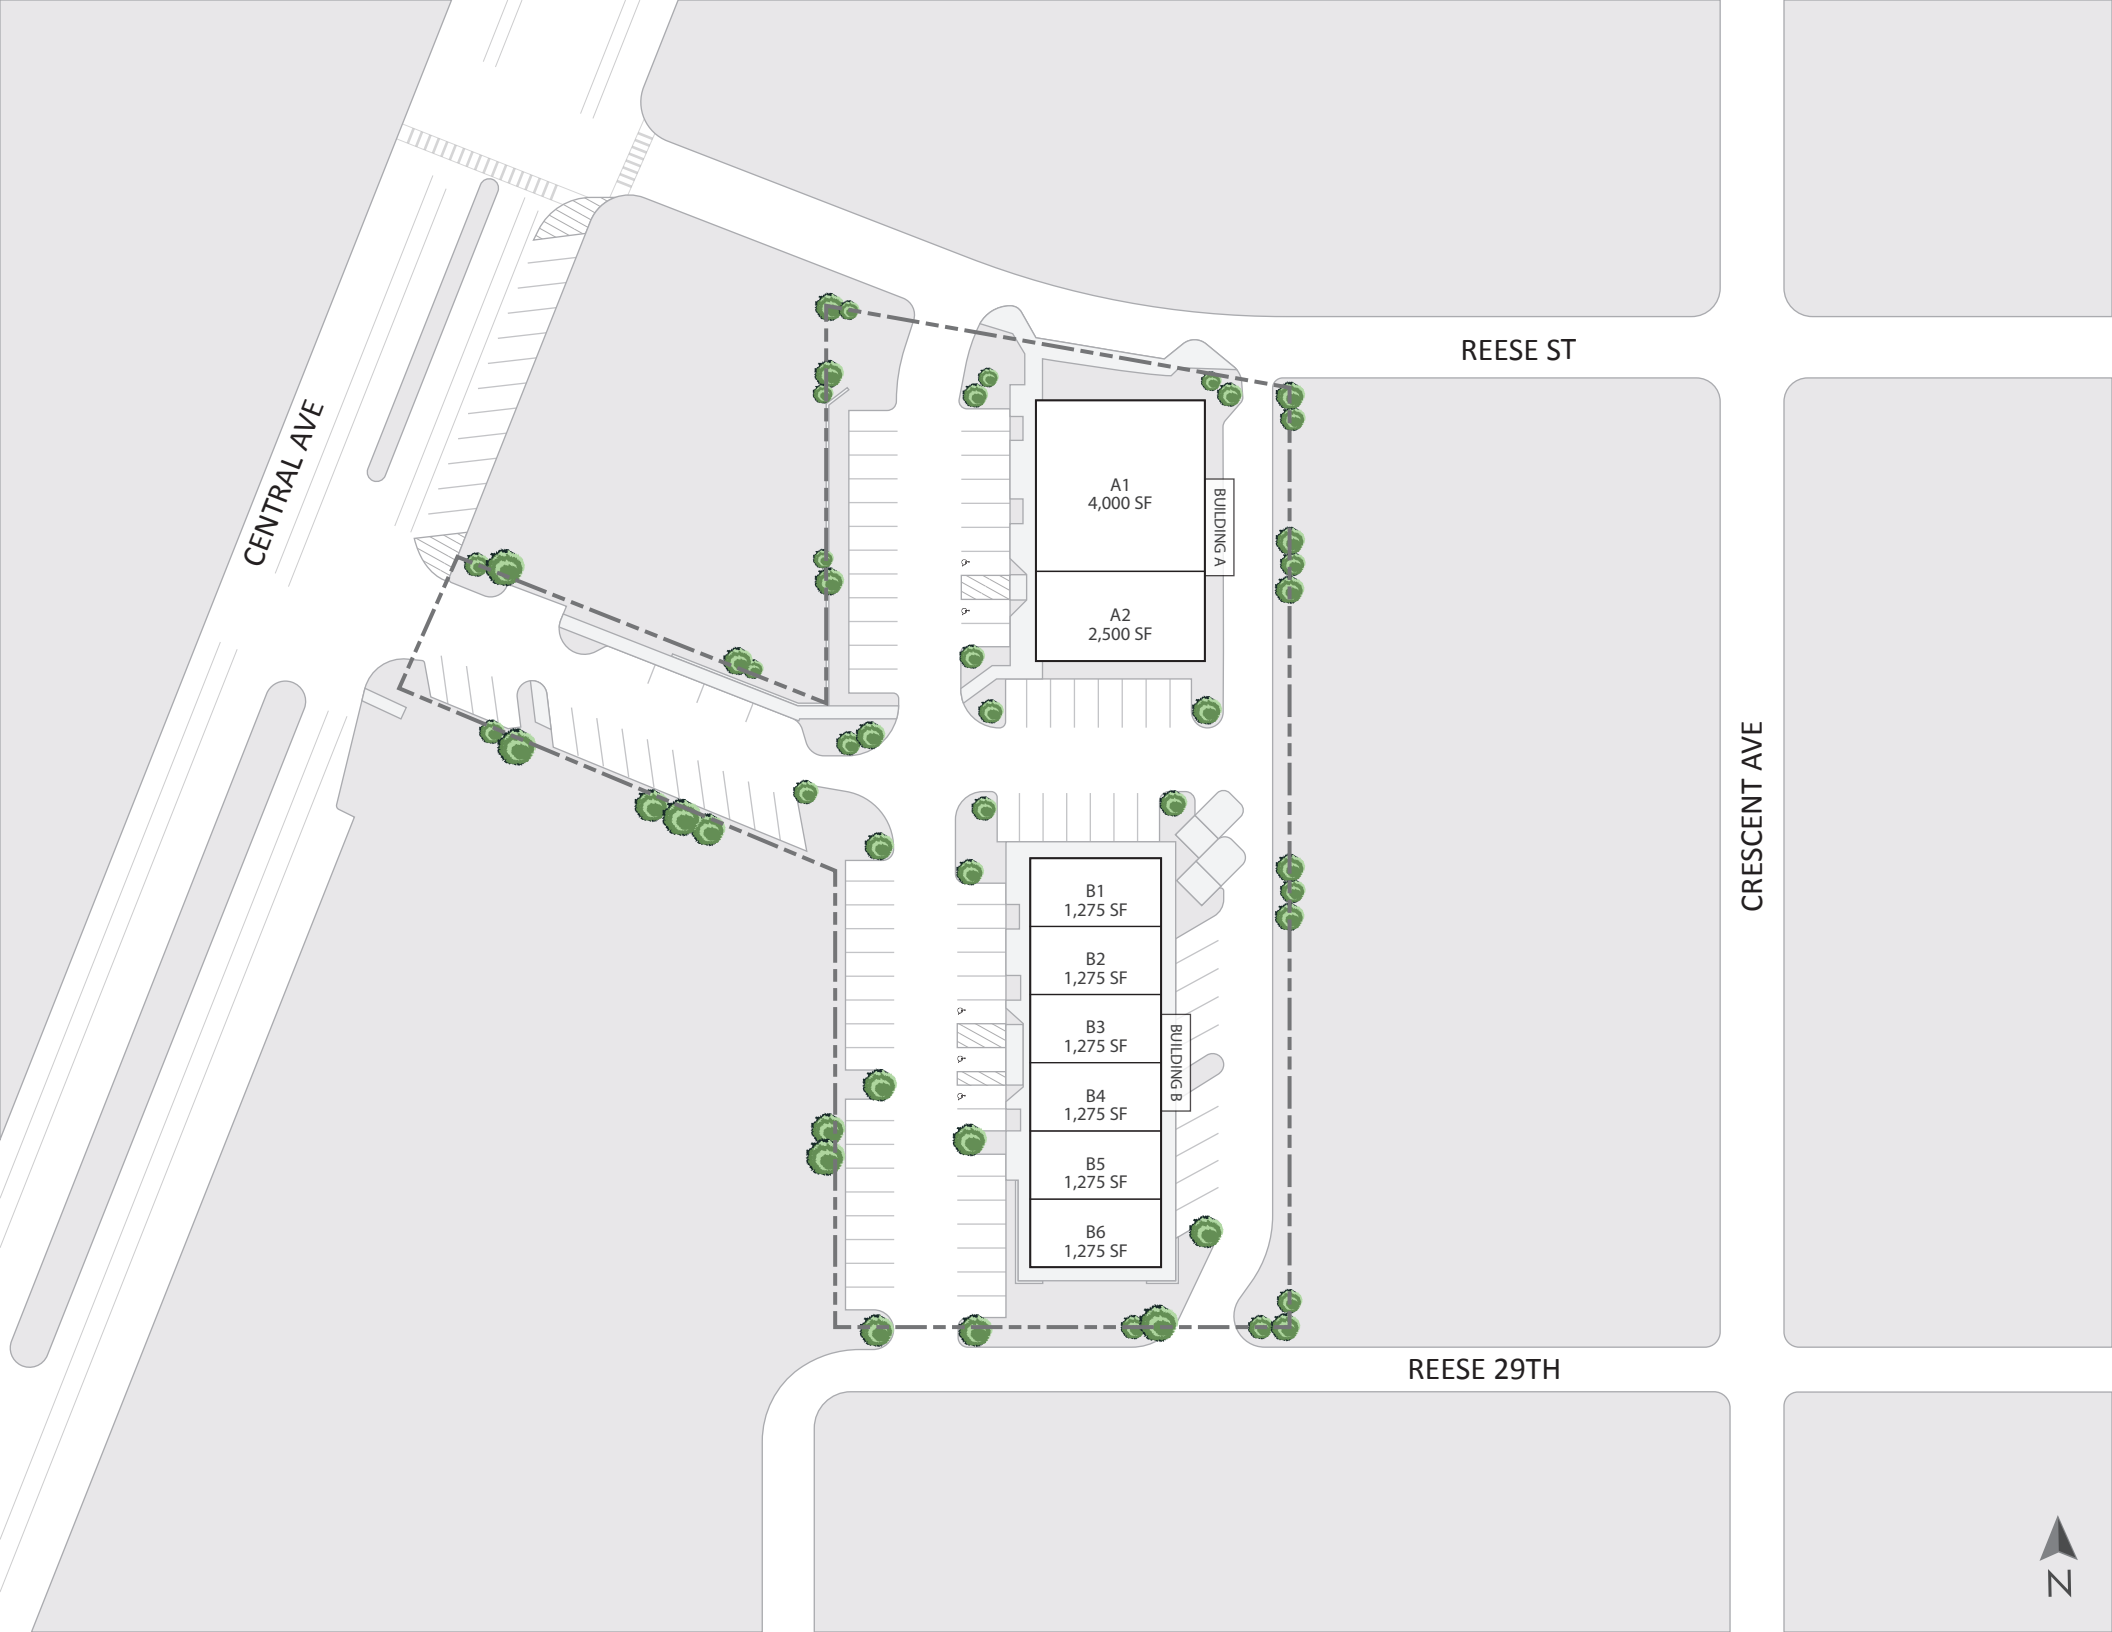 REESE ST
CENTRAL AVE
A1
4,000 SF
BUILDING A
A2
2,500 SF
CRESCENT AVE
B1
1,275 SF
B2
1,275 SF
B3
1,275 SF
BUILDING B
B4
1,275 SF
B5
1,275 SF
B6
1,275 SF
REESE 29TH
N